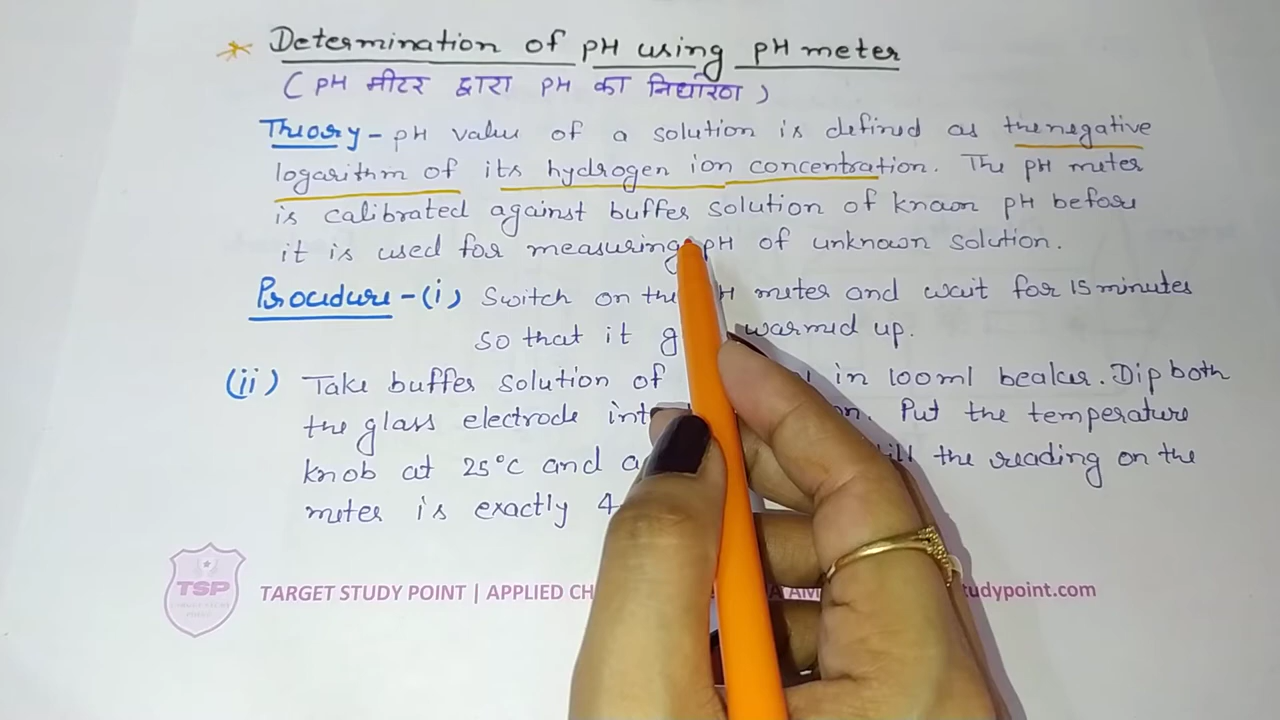 * Determination of pH using pH meter
(PH मीटर द्वारा PH का निर्धारण)
Theory - pH value of a solution is defined as the negative
logarithm of its hydrogen ion concentration. The pH meter
is calibrated against buffer solution of known pH before
it is used for measuring pH of unknown solution.
Procedure - (i) Switch on the pH meter and wait for 15 minutes
so that it warmed up.
(ii) Take buffer solution of in 100ml beaker. Dip both
the glass electrode Put the temperature
knob at 25°C and till the reading on the
meter is exactly 4
TSP
TARGET STUDY POINT | APPLIED CH